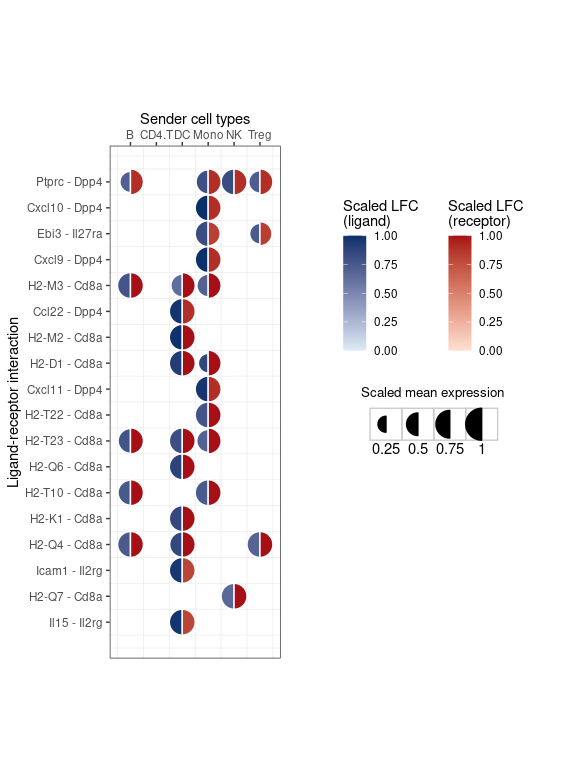 Sender cell types
B CD4.T DC Mono NK Treg
Ligand-receptor interaction
Ptprc - Dpp4
Cxcl10 - Dpp4
Ebi3 - Il27ra
Cxcl9 - Dpp4
H2-M3 - Cd8a
Ccl22 - Dpp4
H2-M2 - Cd8a
H2-D1 - Cd8a
Cxcl11 - Dpp4
H2-T22 - Cd8a
H2-T23 - Cd8a
H2-Q6 - Cd8a
H2-T10 - Cd8a
H2-K1 - Cd8a
H2-Q4 - Cd8a
Icam1 - Il2rg
H2-Q7 - Cd8a
Il15 - Il2rg
Scaled LFC
(ligand)
1.00
0.75
0.50
0.25
0.00
Scaled LFC
(receptor)
1.00
0.75
0.50
0.25
0.00
Scaled mean expression
0.25 0.5 0.75 1